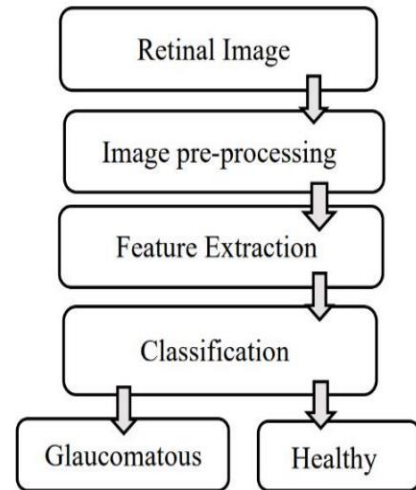 Retinal Image
Image pre-processing
Feature Extraction
Classification
Glaucomatous
Healthy